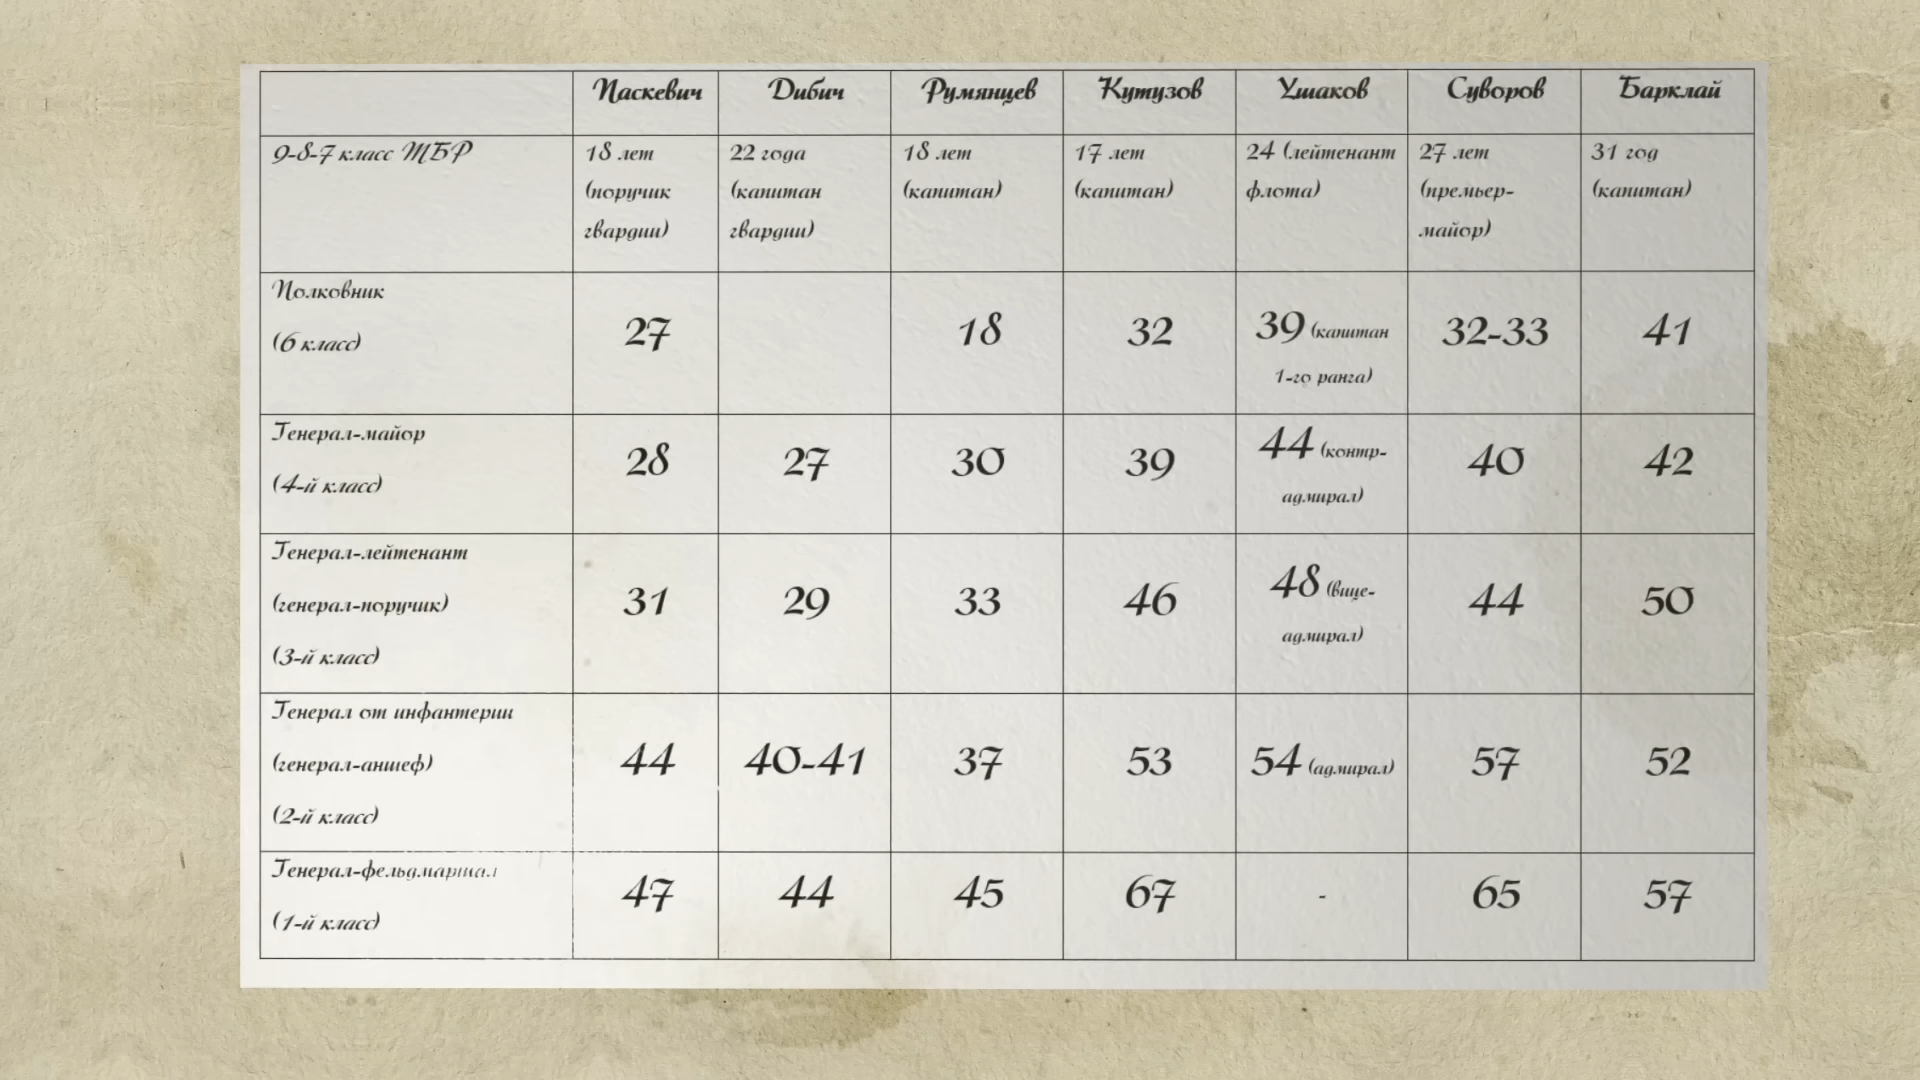 Паскевич Дибич Румянцев Кутузов Ушаков Суворов Барклай
9-8-7 класс ТБР
18 лет
(поручик
гвардии)
22 года
(капитан
гвардии)
18 лет
(капитан)
17 лет
(капитан)
24 (лейтенант
флота)
27 лет
(премьер-
майор)
31 год
(капитан)
Полковник
(6 класс)
27
18
32
39 (капитан
1-го ранга)
32-33
41
Генерал-майор
(4-й класс)
28
27
30
39
44 (контр-
адмирал)
40
42
Генерал-лейтенант
(генерал-поручик)
(3-й класс)
31
29
33
46
48 (вице-
адмирал)
44
50
Генерал от инфантерии
(генерал-аншеф)
(2-й класс)
44
40-41
37
53
54 (адмирал)
57
52
Генерал-фельдмаршал
(1-й класс)
47
44
45
67
-
65
57